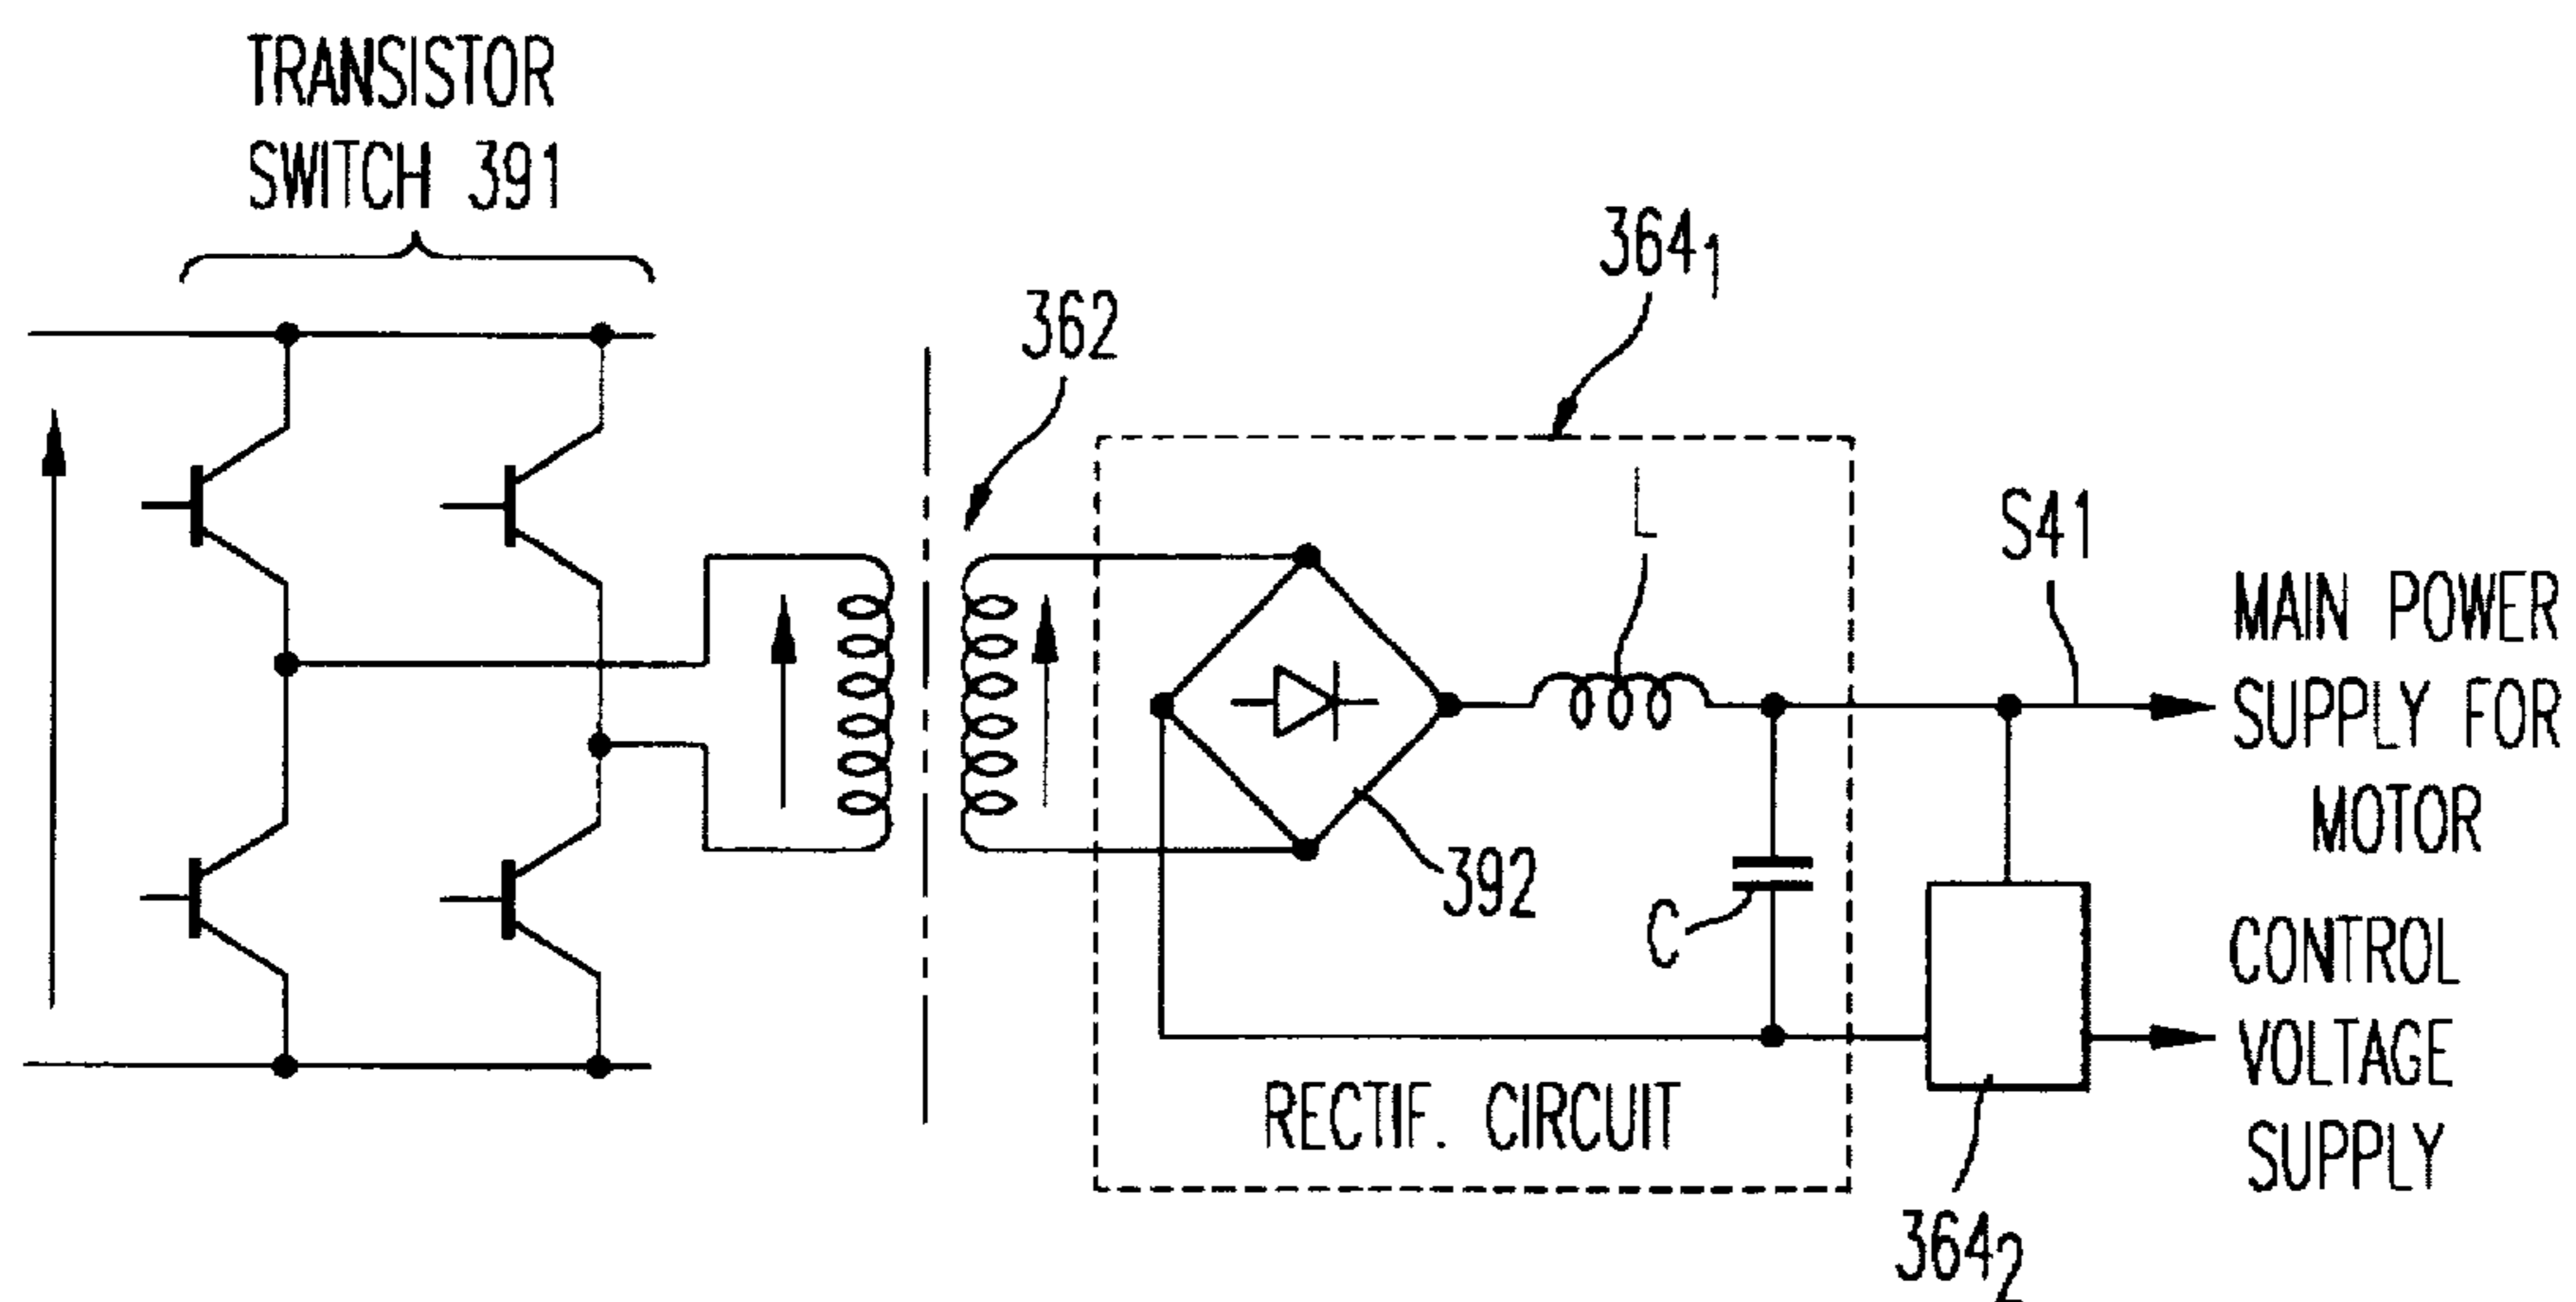 TRANSISTOR
SWITCH 391
362
364₁
L
S41
MAIN POWER
SUPPLY FOR
MOTOR
392
C
CONTROL
VOLTAGE
SUPPLY
RECTIF. CIRCUIT
364₂